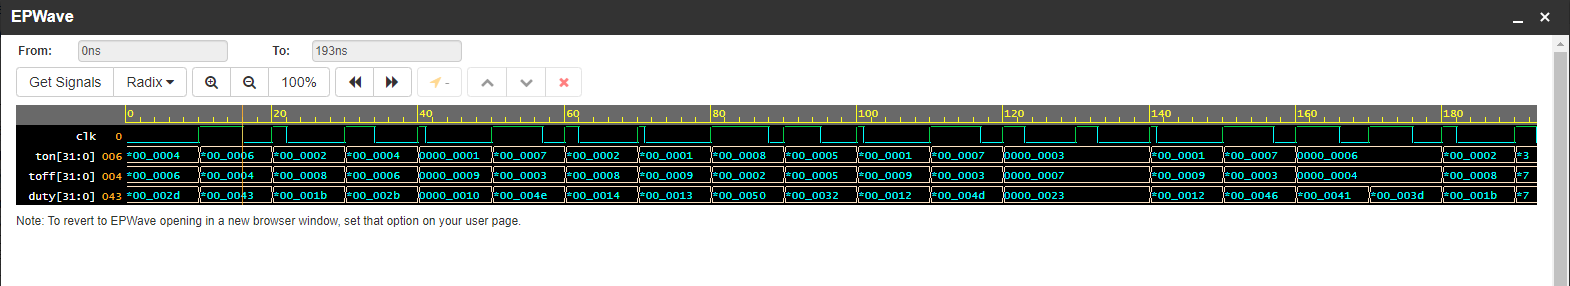 EPWave
From: 0ns To: 193ns
Get Signals Radix 100% -
0 20 40 60 80 100 120 140 160 180
clk 0
ton[31:0] 006 *00_0004 *00_0006 *00_0002 *00_0004 0000_0001 *00_0007 *00_0002 *00_0001 *00_0008 *00_0005 *00_0001 *00_0007 0000_0003 *00_0001 *00_0007 0000_0006 *00_0002 *3
toff[31:0] 004 *00_0006 *00_0004 *00_0008 *00_0006 0000_0009 *00_0003 *00_0008 *00_0009 *00_0002 *00_0005 *00_0009 *00_0003 0000_0007 *00_0009 *00_0003 0000_0004 *00_0008 *7
duty[31:0] 043 *00_002d *00_0043 *00_001b *00_002b 0000_0010 *00_004e *00_0014 *00_0013 *00_0050 *00_0032 *00_0012 *00_004d 0000_0023 *00_0012 *00_0046 *00_0041 *00_003d *00_001b *7
Note: To revert to EPWave opening in a new browser window, set that option on your user page.